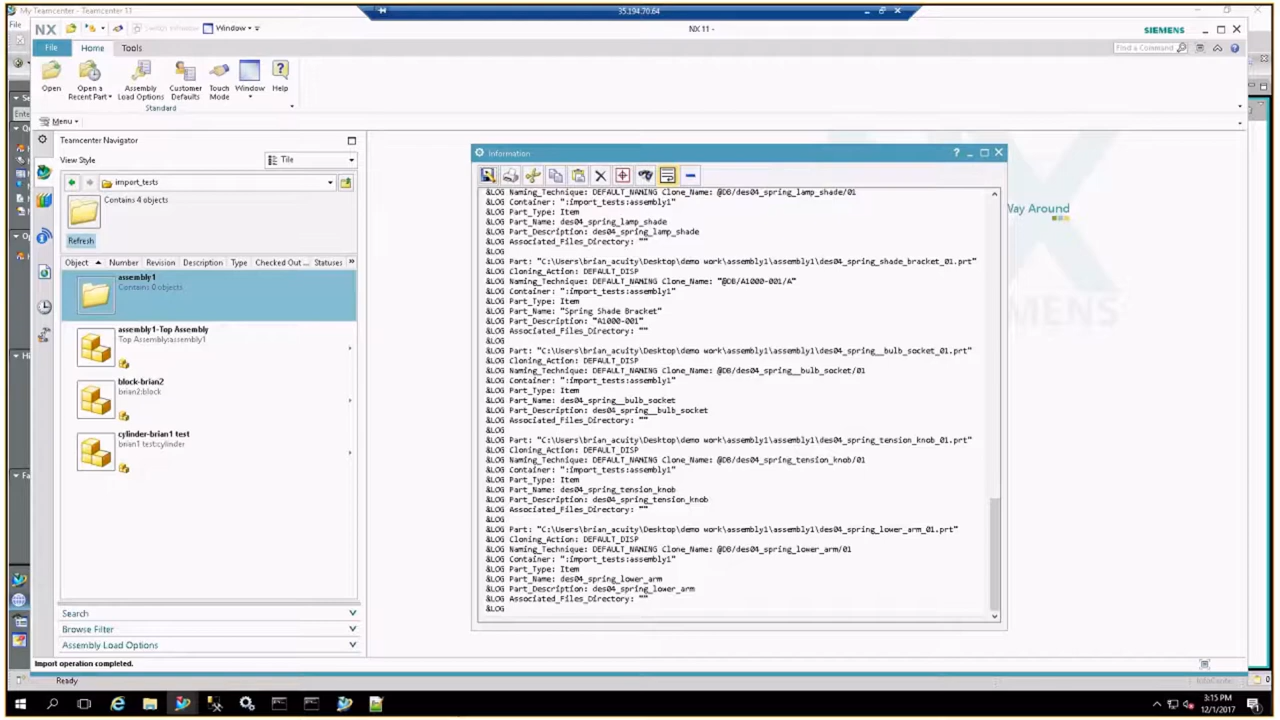 My Teamcenter - Teamcenter 11
35.194.70.64
File
NX
Switch Window
Window
NX 11 -
SIEMENS
File
Home
Tools
Find a Command
Open
Open a
Recent Part
Assembly
Load Options
Customer
Defaults
Touch
Mode
Window
Help
Standard
Menu
Teamcenter Navigator
View Style
Tile
import_tests
Contains 4 objects
Refresh
Object
Number
Revision
Description
Type
Checked Out ...
Statuses
assembly1
Contains 0 objects
assembly1-Top Assembly
Top Assembly:assembly1
block-brian2
brian2:block
cylinder-brian1 test
brian1 test:cylinder
Search
Browse Filter
Assembly Load Options
Information
&LOG Naming_Technique: DEFAULT_NAMING Clone_Name: @DB/des04_spring_lamp_shade/01
&LOG Container: ":import_tests:assembly1"
&LOG Part_Type: Item
&LOG Part_Name: des04_spring_lamp_shade
&LOG Part_Description: des04_spring_lamp_shade
&LOG Associated_Files_Directory: ""
&LOG
&LOG Part: "C:\Users\brian_acuity\Desktop\demo work\assembly1\assembly1\des04_spring_shade_bracket_01.prt"
&LOG Cloning_Action: DEFAULT_DISP
&LOG Naming_Technique: DEFAULT_NAMING Clone_Name: "@DB/A1000-001/A"
&LOG Container: ":import_tests:assembly1"
&LOG Part_Type: Item
&LOG Part_Name: "Spring Shade Bracket"
&LOG Part_Description: "A1000-001"
&LOG Associated_Files_Directory: ""
&LOG
&LOG Part: "C:\Users\brian_acuity\Desktop\demo work\assembly1\assembly1\des04_spring__bulb_socket_01.prt"
&LOG Cloning_Action: DEFAULT_DISP
&LOG Naming_Technique: DEFAULT_NAMING Clone_Name: @DB/des04_spring__bulb_socket/01
&LOG Container: ":import_tests:assembly1"
&LOG Part_Type: Item
&LOG Part_Name: des04_spring__bulb_socket
&LOG Part_Description: des04_spring__bulb_socket
&LOG Associated_Files_Directory: ""
&LOG
&LOG Part: "C:\Users\brian_acuity\Desktop\demo work\assembly1\assembly1\des04_spring_tension_knob_01.prt"
&LOG Cloning_Action: DEFAULT_DISP
&LOG Naming_Technique: DEFAULT_NAMING Clone_Name: @DB/des04_spring_tension_knob/01
&LOG Container: ":import_tests:assembly1"
&LOG Part_Type: Item
&LOG Part_Name: des04_spring_tension_knob
&LOG Part_Description: des04_spring_tension_knob
&LOG Associated_Files_Directory: ""
&LOG
&LOG Part: "C:\Users\brian_acuity\Desktop\demo work\assembly1\assembly1\des04_spring_lower_arm_01.prt"
&LOG Cloning_Action: DEFAULT_DISP
&LOG Naming_Technique: DEFAULT_NAMING Clone_Name: @DB/des04_spring_lower_arm/01
&LOG Container: ":import_tests:assembly1"
&LOG Part_Type: Item
&LOG Part_Name: des04_spring_lower_arm
&LOG Part_Description: des04_spring_lower_arm
&LOG Associated_Files_Directory: ""
&LOG
Way Around
Import operation completed.
Ready
3:15 PM
12/1/2017